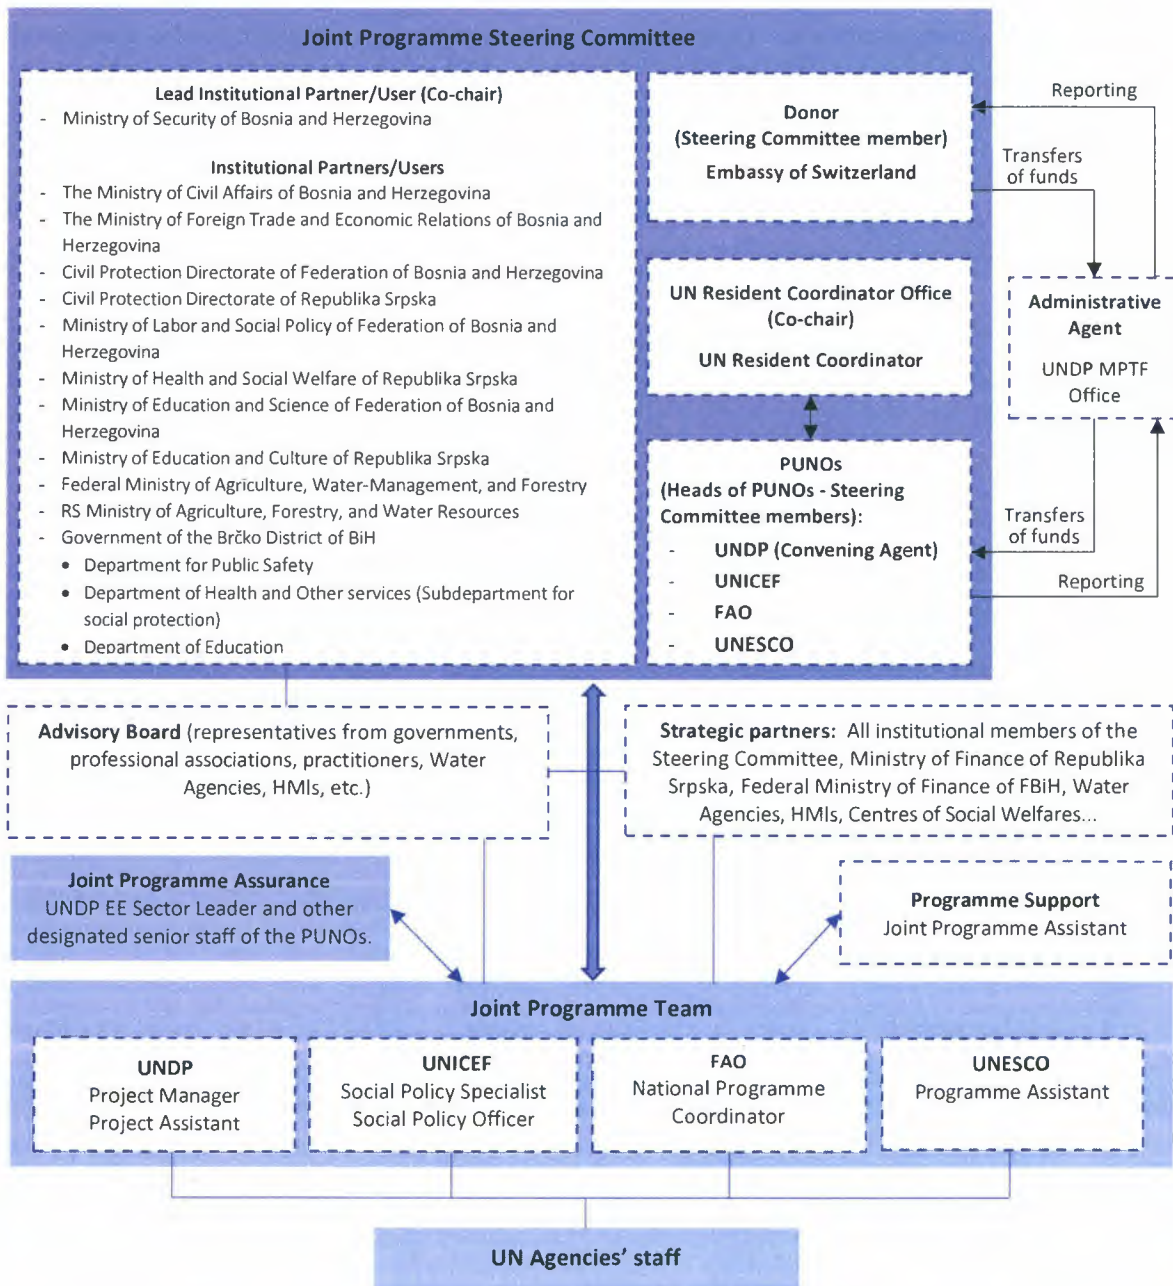 Joint Programme Steering Committee
Lead Institutional Partner/User (Co-chair)
- Ministry of Security of Bosnia and Herzegovina
Institutional Partners/Users
- The Ministry of Civil Affairs of Bosnia and Herzegovina
- The Ministry of Foreign Trade and Economic Relations of Bosnia and
Herzegovina
- Civil Protection Directorate of Federation of Bosnia and Herzegovina
- Civil Protection Directorate of Republika Srpska
- Ministry of Labor and Social Policy of Federation of Bosnia and
Herzegovina
- Ministry of Health and Social Welfare of Republika Srpska
- Ministry of Education and Science of Federation of Bosnia and
Herzegovina
- Ministry of Education and Culture of Republika Srpska
- Federal Ministry of Agriculture, Water-Management, and Forestry
- RS Ministry of Agriculture, Forestry, and Water Resources
- Government of the Brčko District of BiH
• Department for Public Safety
• Department of Health and Other services (Subdepartment for
social protection)
• Department of Education
Donor
(Steering Committee member)
Embassy of Switzerland
UN Resident Coordinator Office
(Co-chair)
UN Resident Coordinator
PUNOs
(Heads of PUNOs - Steering
Committee members):
- UNDP (Convening Agent)
- UNICEF
- FAO
- UNESCO
Reporting
Transfers
of funds
Administrative
Agent
UNDP MPTF
Office
Transfers
of funds
Reporting
Advisory Board (representatives from governments,
professional associations, practitioners, Water
Agencies, HMIs, etc.)
Strategic partners: All institutional members of the
Steering Committee, Ministry of Finance of Republika
Srpska, Federal Ministry of Finance of FBiH, Water
Agencies, HMIs, Centres of Social Welfares...
Joint Programme Assurance
UNDP EE Sector Leader and other
designated senior staff of the PUNOs.
Programme Support
Joint Programme Assistant
Joint Programme Team
UNDP
Project Manager
Project Assistant
UNICEF
Social Policy Specialist
Social Policy Officer
FAO
National Programme
Coordinator
UNESCO
Programme Assistant
UN Agencies' staff